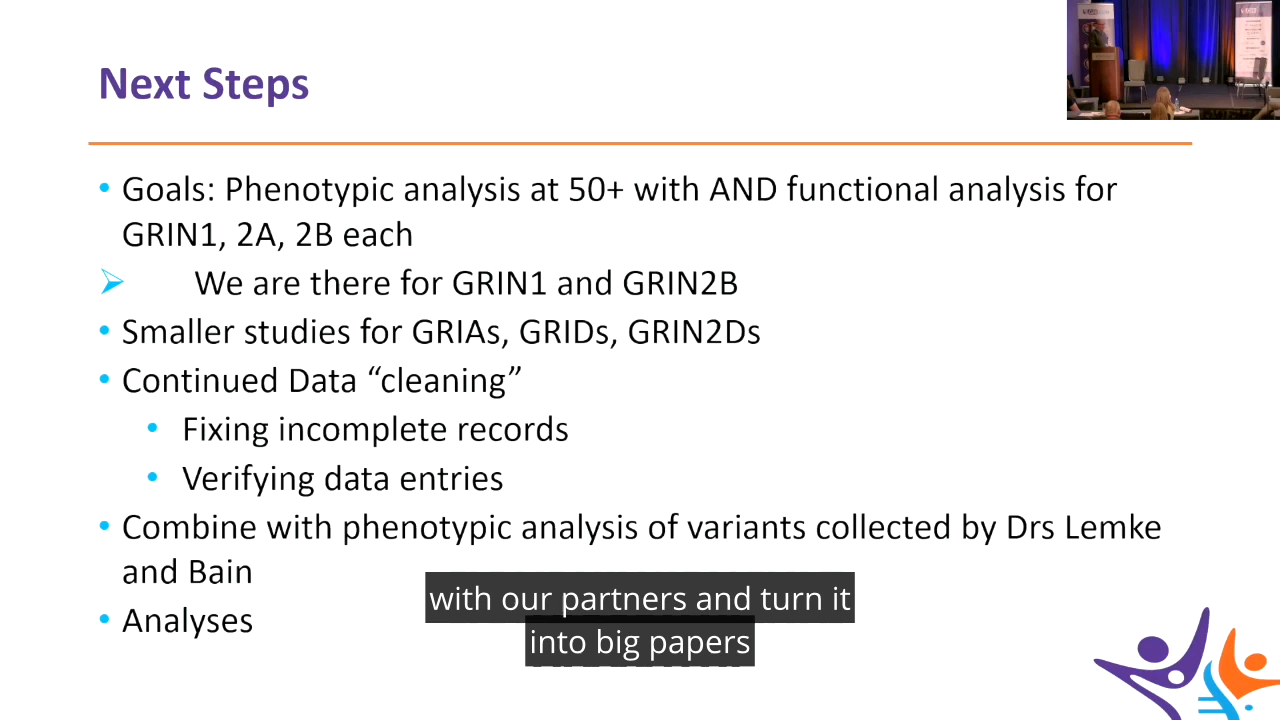 Next Steps
• Goals: Phenotypic analysis at 50+ with AND functional analysis for
GRIN1, 2A, 2B each
➢ We are there for GRIN1 and GRIN2B
• Smaller studies for GRIAs, GRIDs, GRIN2Ds
• Continued Data “cleaning”
• Fixing incomplete records
• Verifying data entries
• Combine with phenotypic analysis of variants collected by Drs Lemke
and Bain
• Analyses
with our partners and turn it
into big papers